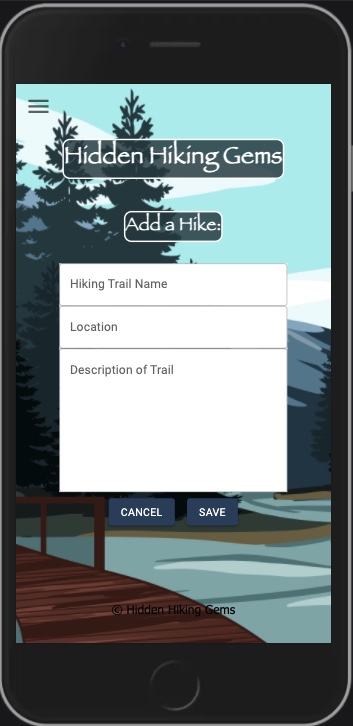 Hidden Hiking Gems
Add a Hike:
Hiking Trail Name
Location
Description of Trail
CANCEL SAVE
© Hidden Hiking Gems